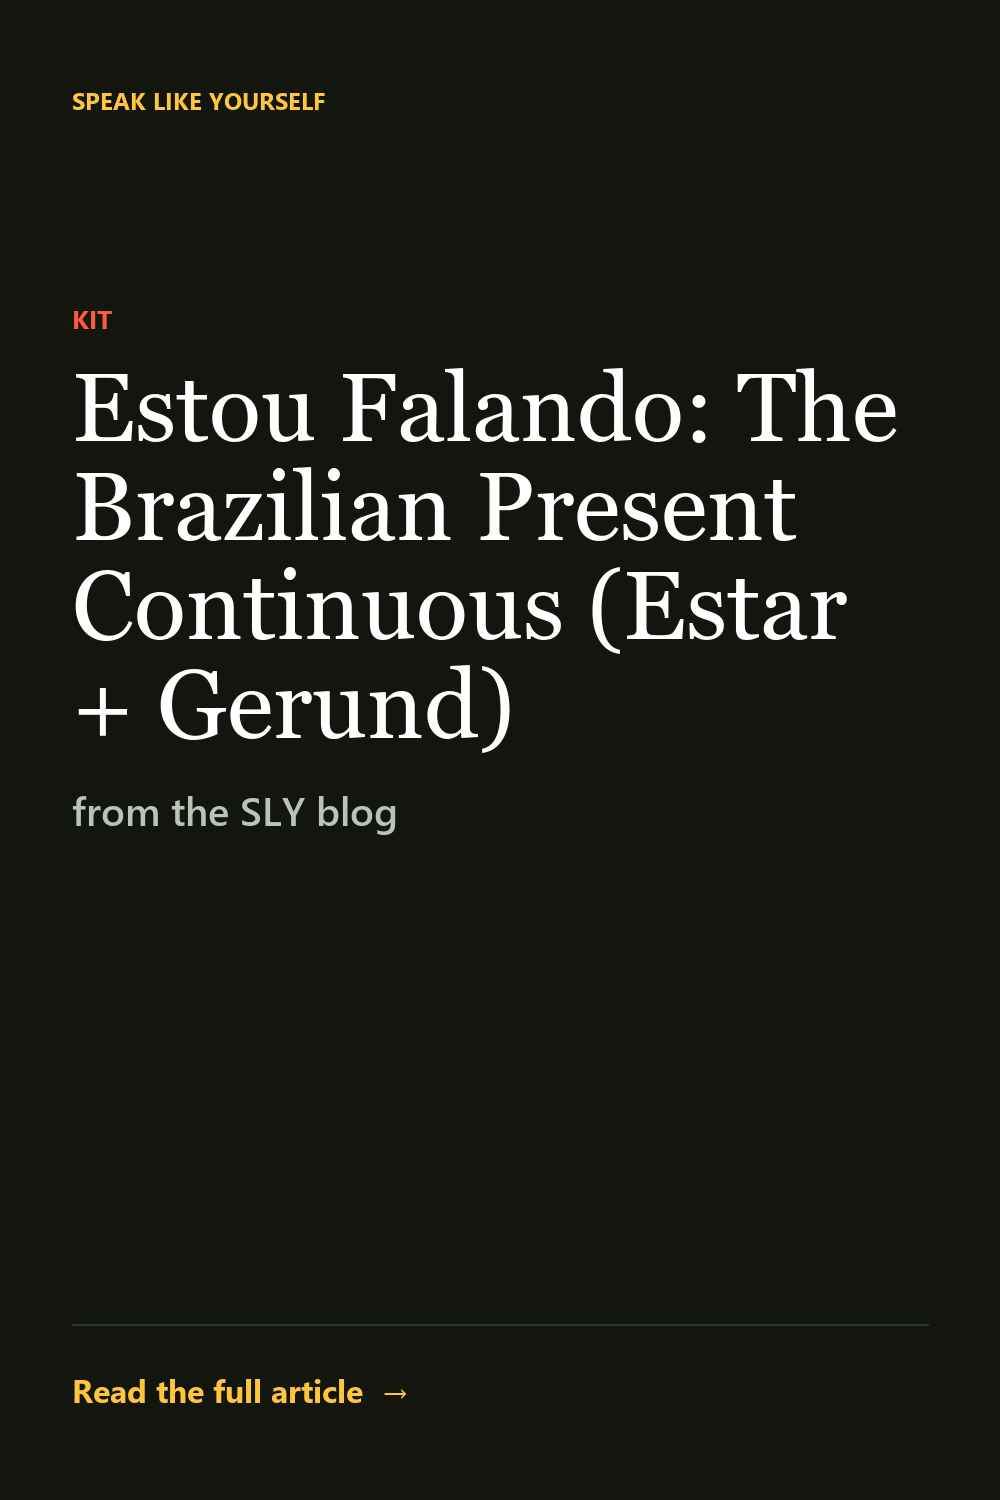 SPEAK LIKE YOURSELF
KIT
Estou Falando: The
Brazilian Present
Continuous (Estar
+ Gerund)
from the SLY blog
Read the full article →